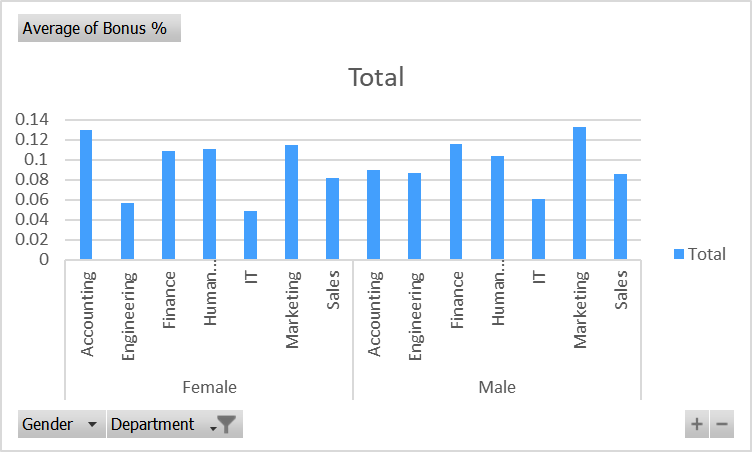 Average of Bonus %
Total
0.14
0.12
0.1
0.08
0.06
0.04
0.02
0
Accounting
Engineering
Finance
Human...
IT
Marketing
Sales
Accounting
Engineering
Finance
Human...
IT
Marketing
Sales
Female
Male
Total
Gender
Department
+
−